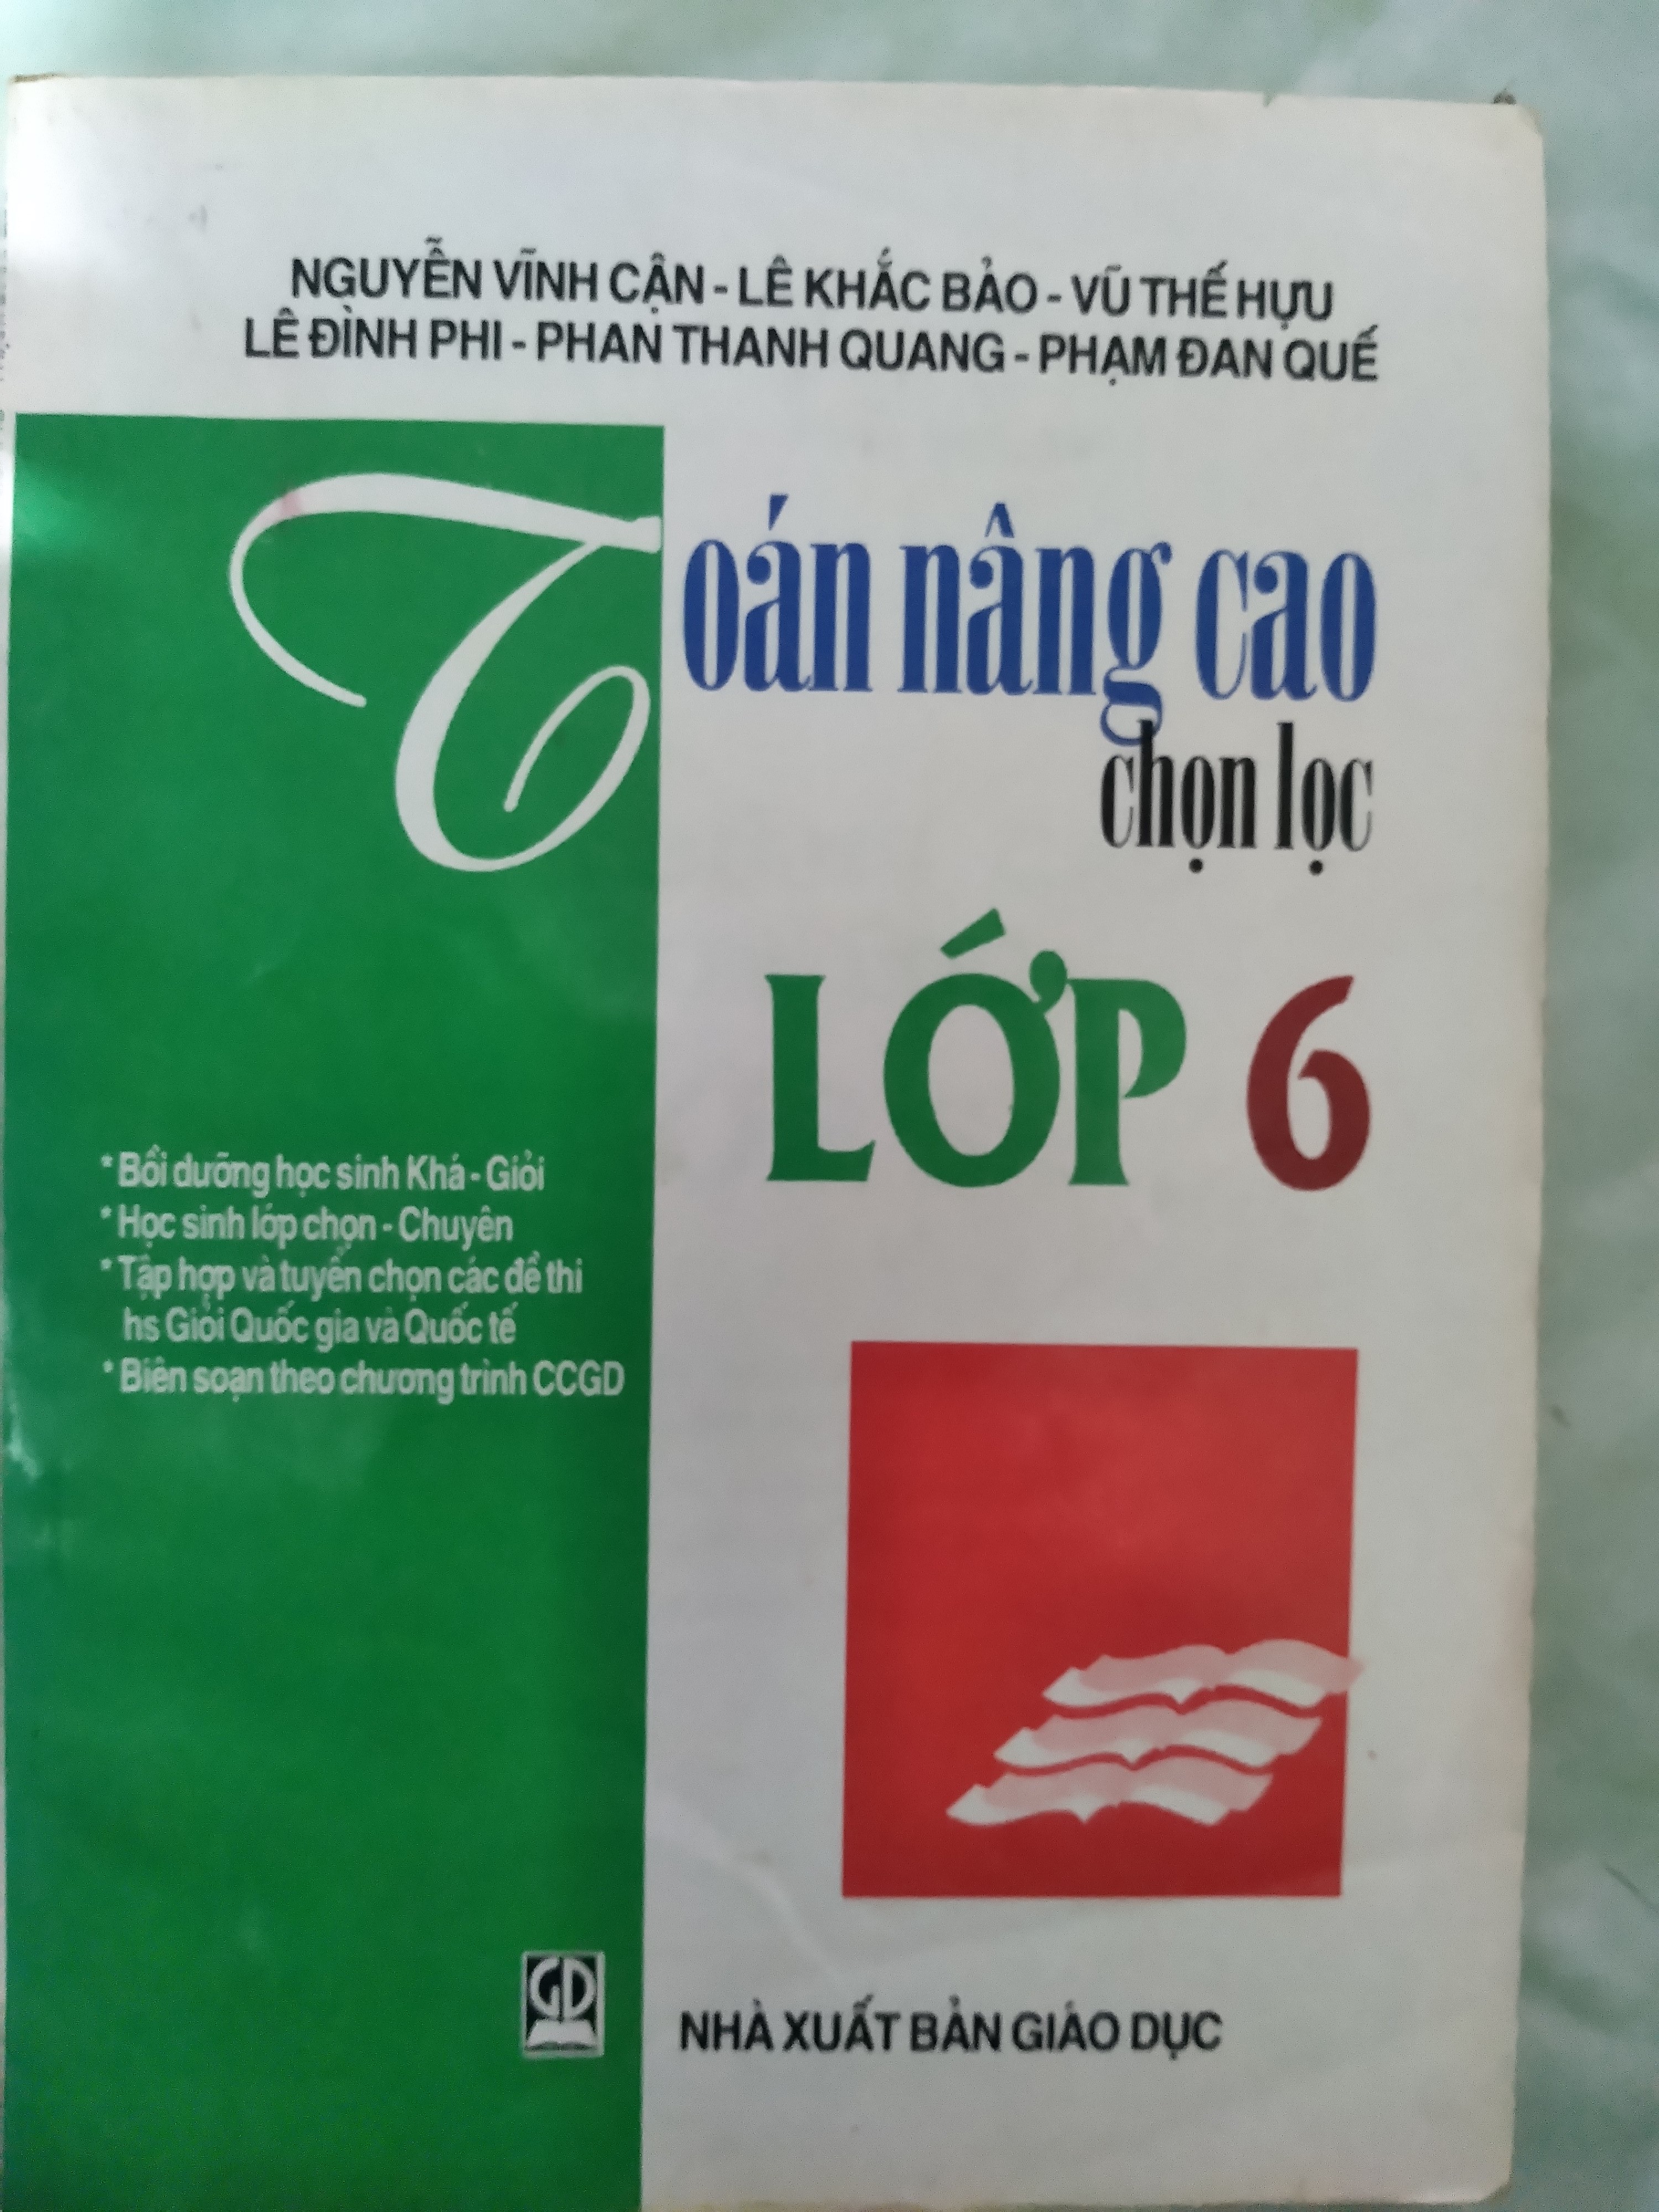 NGUYỄN VĨNH CẬN - LÊ KHẮC BẢO - VŨ THẾ HỰU
LÊ ĐÌNH PHI - PHAN THANH QUANG - PHẠM ĐAN QUẾ
Toán nâng cao
chọn lọc
LỚP 6
* Bồi dưỡng học sinh Khá - Giỏi
* Học sinh lớp chọn - Chuyên
* Tập hợp và tuyển chọn các đề thi
hs Giỏi Quốc gia và Quốc tế
* Biên soạn theo chương trình CCGD
GD
NHÀ XUẤT BẢN GIÁO DỤC